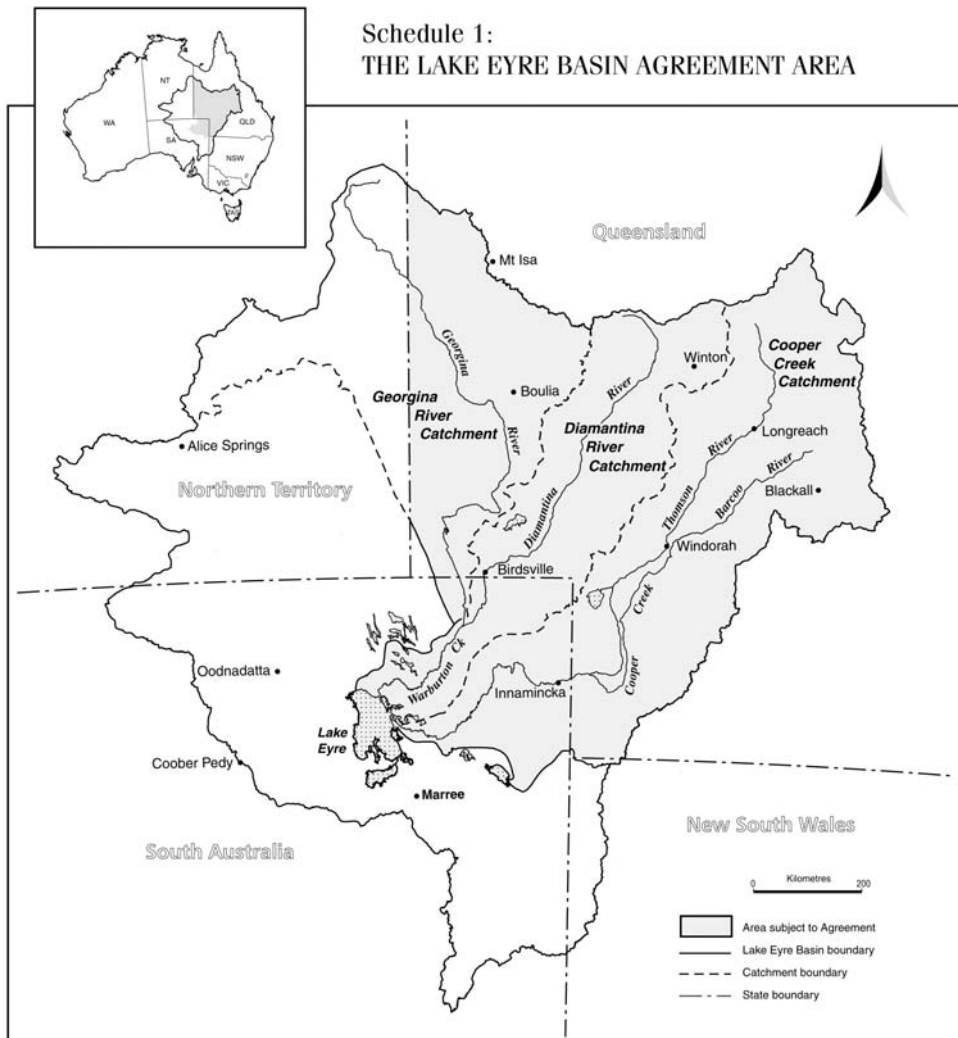 Schedule 1:
THE LAKE EYRE BASIN AGREEMENT AREA
NT
WA
QLD
SA
NSW
VIC
TAS
Queensland
Mt Isa
Georgina
River
Winton
Cooper
Creek
Catchment
Boulia
River
Georgina
River
Catchment
Diamantina
River
Catchment
Longreach
Alice Springs
River
Barcoo
River
Blackall
Northern Territory
Diamantina
Thomson
Windorah
Birdsville
Creek
Oodnadatta
Warburton
Ck
Innamincka
Cooper
Lake
Eyre
Coober Pedy
Marree
New South Wales
South Australia
Kilometres
0
200
Area subject to Agreement
Lake Eyre Basin boundary
Catchment boundary
State boundary